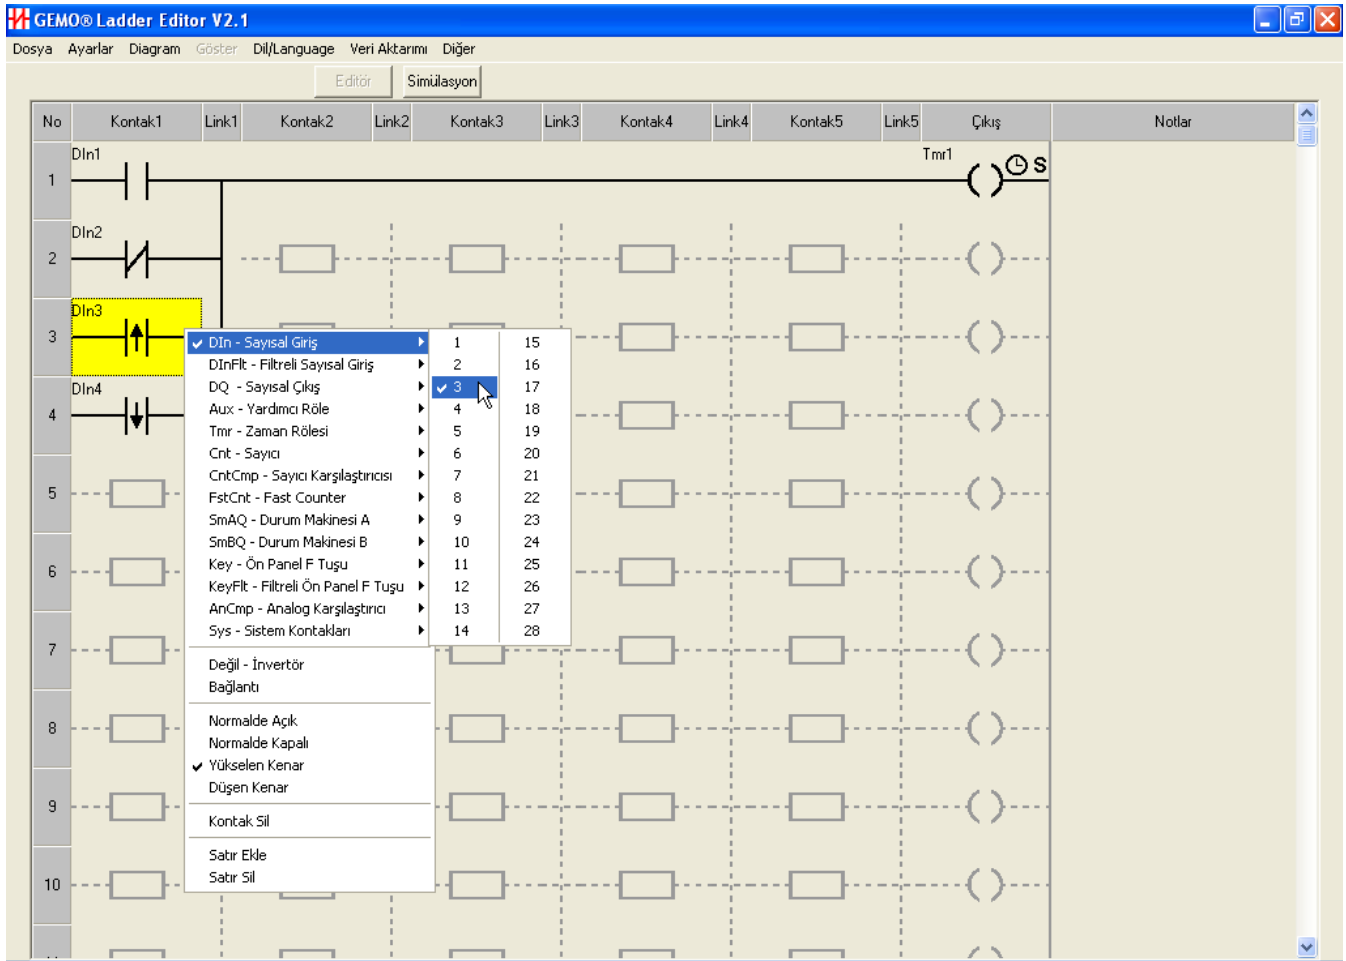 GEMO® Ladder Editor V2.1
Dosya Ayarlar Diagram Göster Dil/Language Veri Aktarımı Diğer
Editör Simülasyon
No Kontak1 Link1 Kontak2 Link2 Kontak3 Link3 Kontak4 Link4 Kontak5 Link5 Çıkış Notlar
DIn1 Tmr1
1 S
DIn2
2
DIn3
3
DIn4
4
5
6
7
8
9
10
DIn - Sayısal Giriş
DInFlt - Filtreli Sayısal Giriş
DQ - Sayısal Çıkış
Aux - Yardımcı Röle
Tmr - Zaman Rölesi
Cnt - Sayıcı
CntCmp - Sayıcı Karşılaştırıcısı
FstCnt - Fast Counter
SmAQ - Durum Makinesi A
SmBQ - Durum Makinesi B
Key - Ön Panel F Tuşu
KeyFlt - Filtreli Ön Panel F Tuşu
AnCmp - Analog Karşılaştırıcı
Sys - Sistem Kontakları
Değil - İnvertör
Bağlantı
Normalde Açık
Normalde Kapalı
Yükselen Kenar
Düşen Kenar
Kontak Sil
Satır Ekle
Satır Sil
1 15
2 16
3 17
4 18
5 19
6 20
7 21
8 22
9 23
10 24
11 25
12 26
13 27
14 28